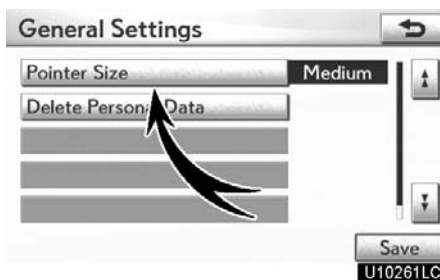 General Settings
Pointer Size Medium
Delete Personal Data
Save
U10261LC